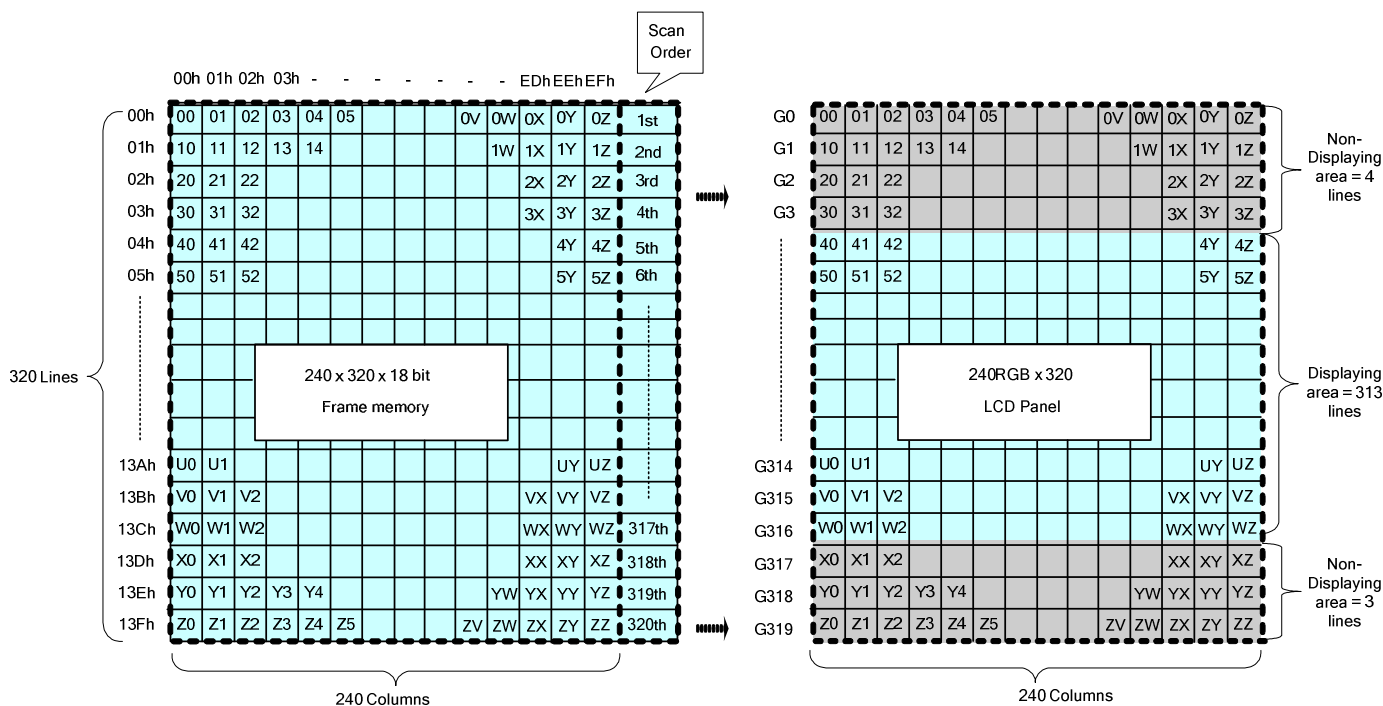 Scan
Order
00h 01h 02h 03h - - - - - - - EDh EEh EFh
00h 00 01 02 03 04 05 0V 0W 0X 0Y 0Z 1st
01h 10 11 12 13 14 1W 1X 1Y 1Z 2nd
02h 20 21 22 2X 2Y 2Z 3rd
03h 30 31 32 3X 3Y 3Z 4th
04h 40 41 42 4Y 4Z 5th
05h 50 51 52 5Y 5Z 6th
320 Lines
240 x 320 x 18 bit
Frame memory
13Ah U0 U1 UY UZ
13Bh V0 V1 V2 VX VY VZ
13Ch W0 W1 W2 WX WY WZ 317th
13Dh X0 X1 X2 XX XY XZ 318th
13Eh Y0 Y1 Y2 Y3 Y4 YW YX YY YZ 319th
13Fh Z0 Z1 Z2 Z3 Z4 Z5 ZV ZW ZX ZY ZZ 320th
240 Columns
G0 00 01 02 03 04 05 0V 0W 0X 0Y 0Z
G1 10 11 12 13 14 1W 1X 1Y 1Z
G2 20 21 22 2X 2Y 2Z
G3 30 31 32 3X 3Y 3Z
40 41 42 4Y 4Z
50 51 52 5Y 5Z
Non-
Displaying
area = 4
lines
240RGB x 320
LCD Panel
Displaying
area = 313
lines
G314 U0 U1 UY UZ
G315 V0 V1 V2 VX VY VZ
G316 W0 W1 W2 WX WY WZ
G317 X0 X1 X2 XX XY XZ
G318 Y0 Y1 Y2 Y3 Y4 YW YX YY YZ
G319 Z0 Z1 Z2 Z3 Z4 Z5 ZV ZW ZX ZY ZZ
Non-
Displaying
area = 3
lines
240 Columns